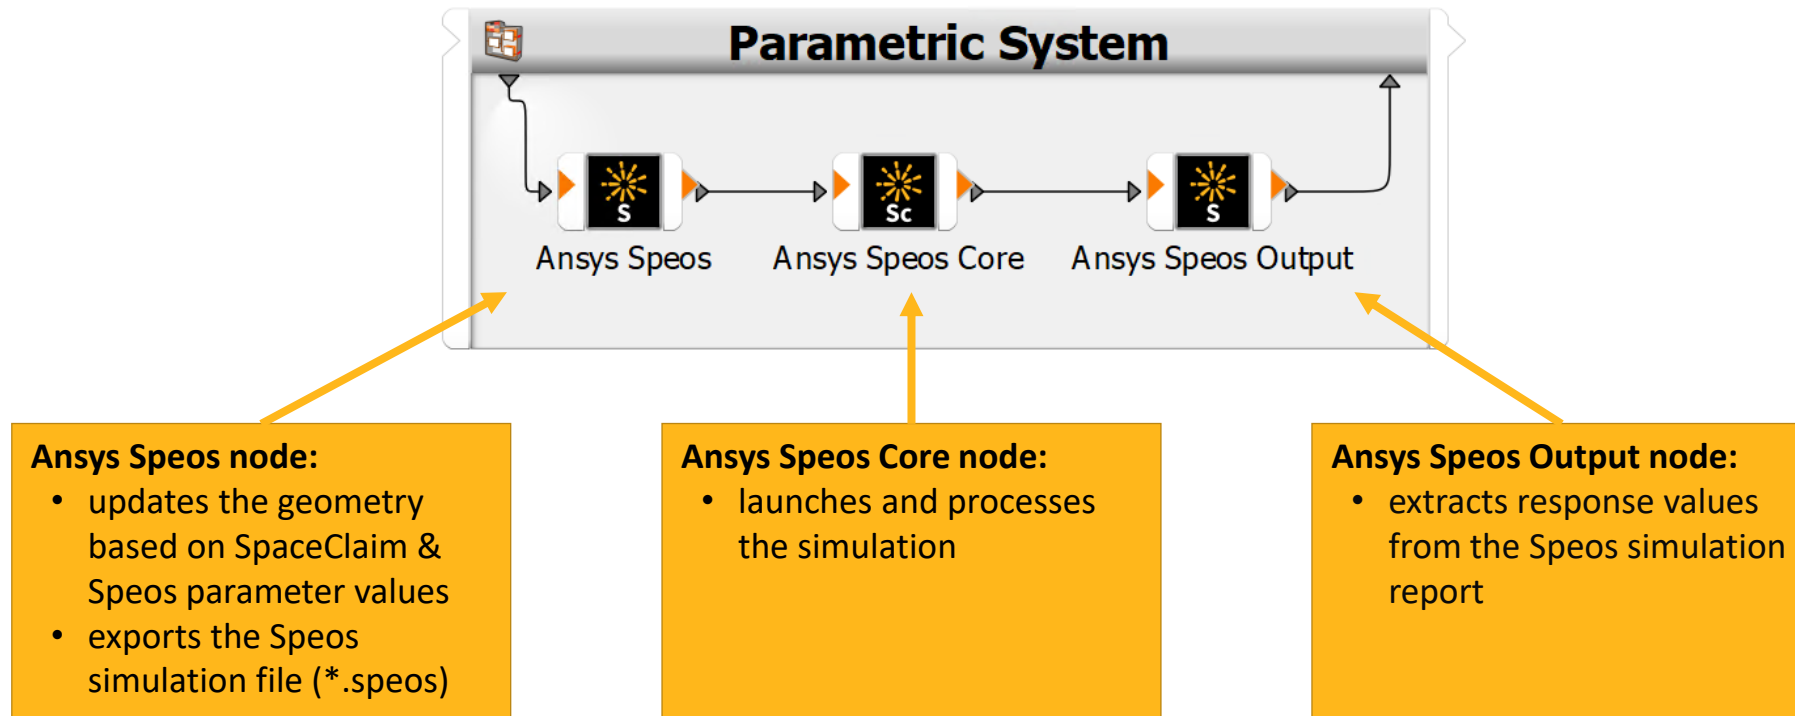 Parametric System
S
Sc
S
Ansys Speos
Ansys Speos Core
Ansys Speos Output
Ansys Speos node:
• updates the geometry
based on SpaceClaim &
Speos parameter values
• exports the Speos
simulation file (*.speos)
Ansys Speos Core node:
• launches and processes
the simulation
Ansys Speos Output node:
• extracts response values
from the Speos simulation
report